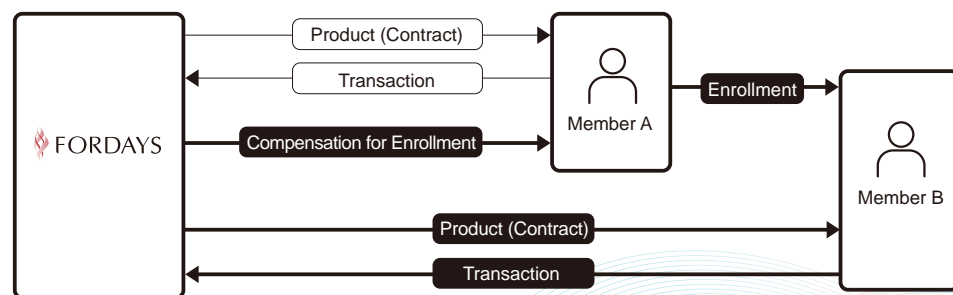 Product (Contract)
Transaction
Member A
Enrollment
FORDAYS
Compensation for Enrollment
Member B
Product (Contract)
Transaction